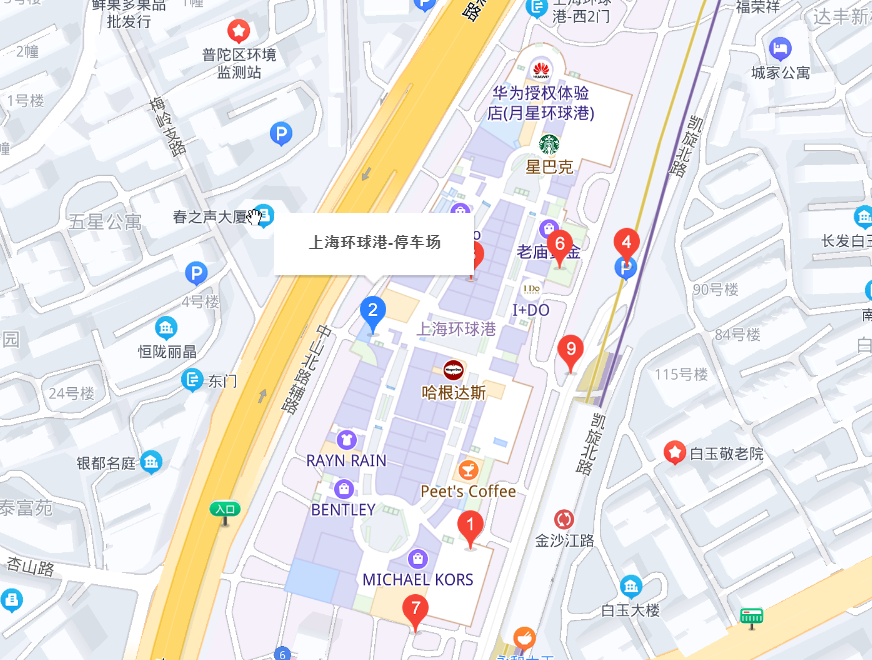 鲜果多果品
批发行
1幢
2幢
1号楼
普陀区环境
监测站
P
梅岭支路
上海环球
港-西2门
福荣祥
达丰新
城家公寓
HUAWEI
华为授权体验
店(月星环球港)
星巴克
凯旋北路
五星公寓
春之声大厦
上海环球港-停车场
老庙黄金
6
4
P
长发白玉
P
4号楼
I Do
I+DO
90号楼
2
上海环球港
84号楼
恒陇丽晶
中山北路辅路
9
115号楼
东门
24号楼
哈根达斯
凯旋北路
RAYN RAIN
白玉敬老院
银都名庭
Peet's Coffee
BENTLEY
泰富苑
入口
1
金沙江路
杏山路
MICHAEL KORS
7
白玉大楼
6